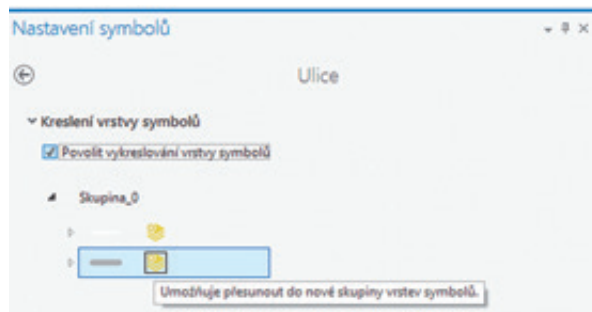 Nastavení symbolů
Ulice
Kreslení vrstvy symbolů
Povolit vykreslování vrstvy symbolů
Skupina_0
Umožňuje přesunout do nové skupiny vrstev symbolů.